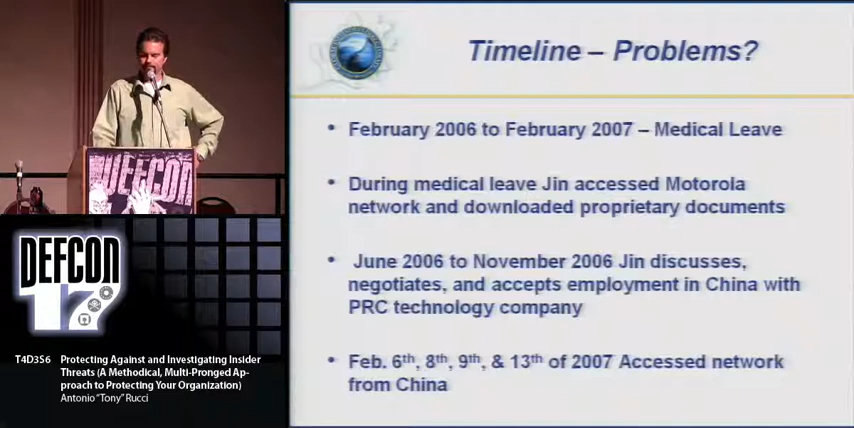 Timeline – Problems?
• February 2006 to February 2007 – Medical Leave
• During medical leave Jin accessed Motorola
network and downloaded proprietary documents
• June 2006 to November 2006 Jin discusses,
negotiates, and accepts employment in China with
PRC technology company
• Feb. 6th, 8th, 9th, & 13th of 2007 Accessed network
from China
DEFCON
DEFCON
17
T4D3S6 Protecting Against and Investigating Insider
Threats (A Methodical, Multi-Pronged Ap-
proach to Protecting Your Organization)
Antonio "Tony" Rucci